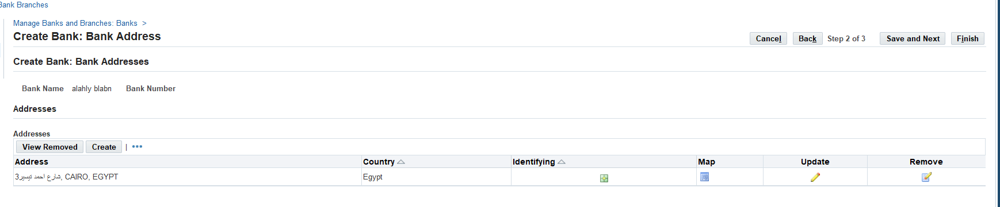 Bank Branches
Manage Banks and Branches: Banks >
Create Bank: Bank Address
Cancel Back Step 2 of 3 Save and Next Finish
Create Bank: Bank Addresses
Bank Name alahly blabn Bank Number
Addresses
Addresses
View Removed Create | •••
Address Country Identifying Map Update Remove
3شارع احمد تيسير, CAIRO, EGYPT Egypt